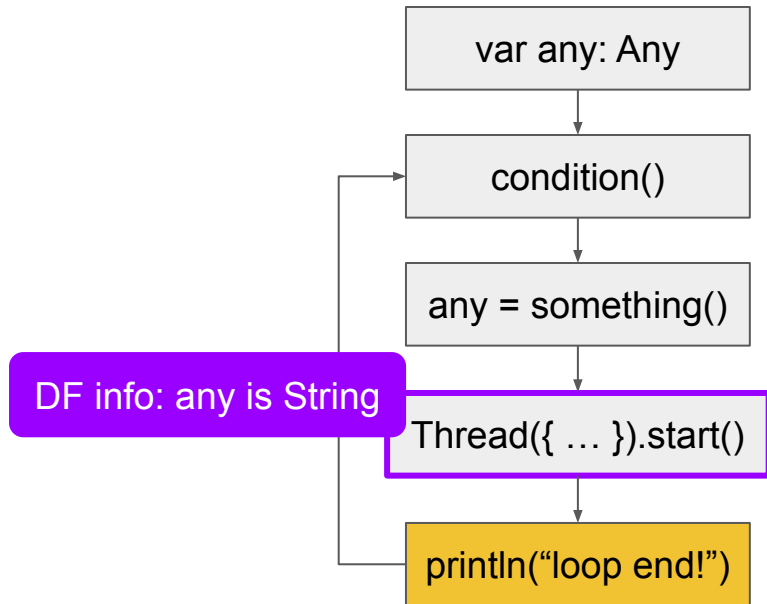 var any: Any
condition()
any = something()
DF info: any is String
Thread({ … }).start()
println(“loop end!”)